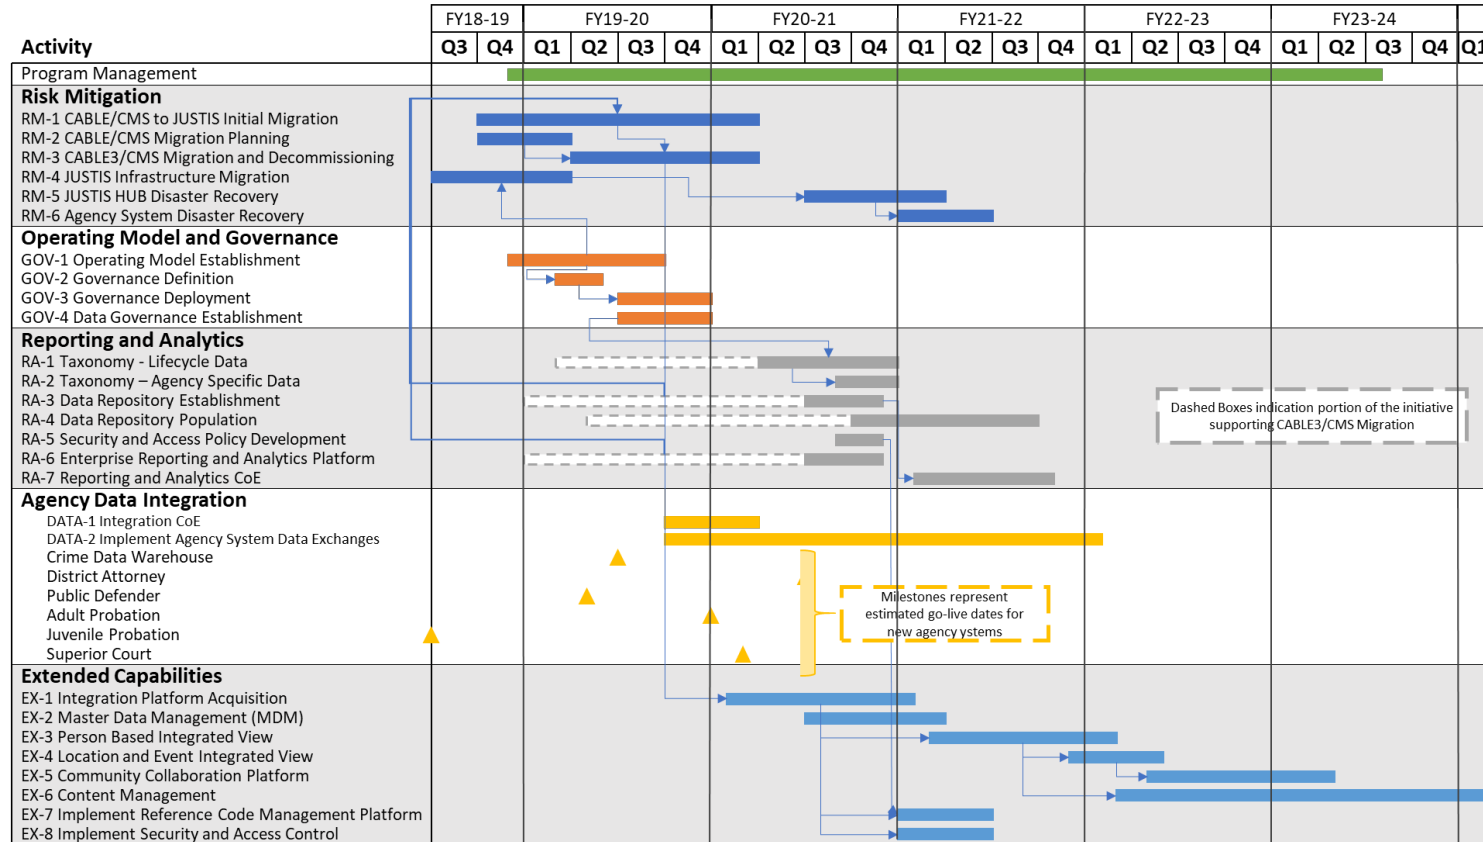 FY18-19 FY19-20 FY20-21 FY21-22 FY22-23 FY23-24
Activity Q3 Q4 Q1 Q2 Q3 Q4 Q1 Q2 Q3 Q4 Q1 Q2 Q3 Q4 Q1 Q2 Q3 Q4 Q1 Q2 Q3 Q4 Q1
Program Management
Risk Mitigation
RM-1 CABLE/CMS to JUSTIS Initial Migration
RM-2 CABLE/CMS Migration Planning
RM-3 CABLE3/CMS Migration and Decommissioning
RM-4 JUSTIS Infrastructure Migration
RM-5 JUSTIS HUB Disaster Recovery
RM-6 Agency System Disaster Recovery
Operating Model and Governance
GOV-1 Operating Model Establishment
GOV-2 Governance Definition
GOV-3 Governance Deployment
GOV-4 Data Governance Establishment
Reporting and Analytics
RA-1 Taxonomy - Lifecycle Data
RA-2 Taxonomy – Agency Specific Data
RA-3 Data Repository Establishment
RA-4 Data Repository Population
RA-5 Security and Access Policy Development
RA-6 Enterprise Reporting and Analytics Platform
RA-7 Reporting and Analytics CoE
Dashed Boxes indication portion of the initiative
supporting CABLE3/CMS Migration
Agency Data Integration
DATA-1 Integration CoE
DATA-2 Implement Agency System Data Exchanges
Crime Data Warehouse
District Attorney
Public Defender
Adult Probation
Juvenile Probation
Superior Court
Milestones represent
estimated go-live dates for
new agency ystems
Extended Capabilities
EX-1 Integration Platform Acquisition
EX-2 Master Data Management (MDM)
EX-3 Person Based Integrated View
EX-4 Location and Event Integrated View
EX-5 Community Collaboration Platform
EX-6 Content Management
EX-7 Implement Reference Code Management Platform
EX-8 Implement Security and Access Control